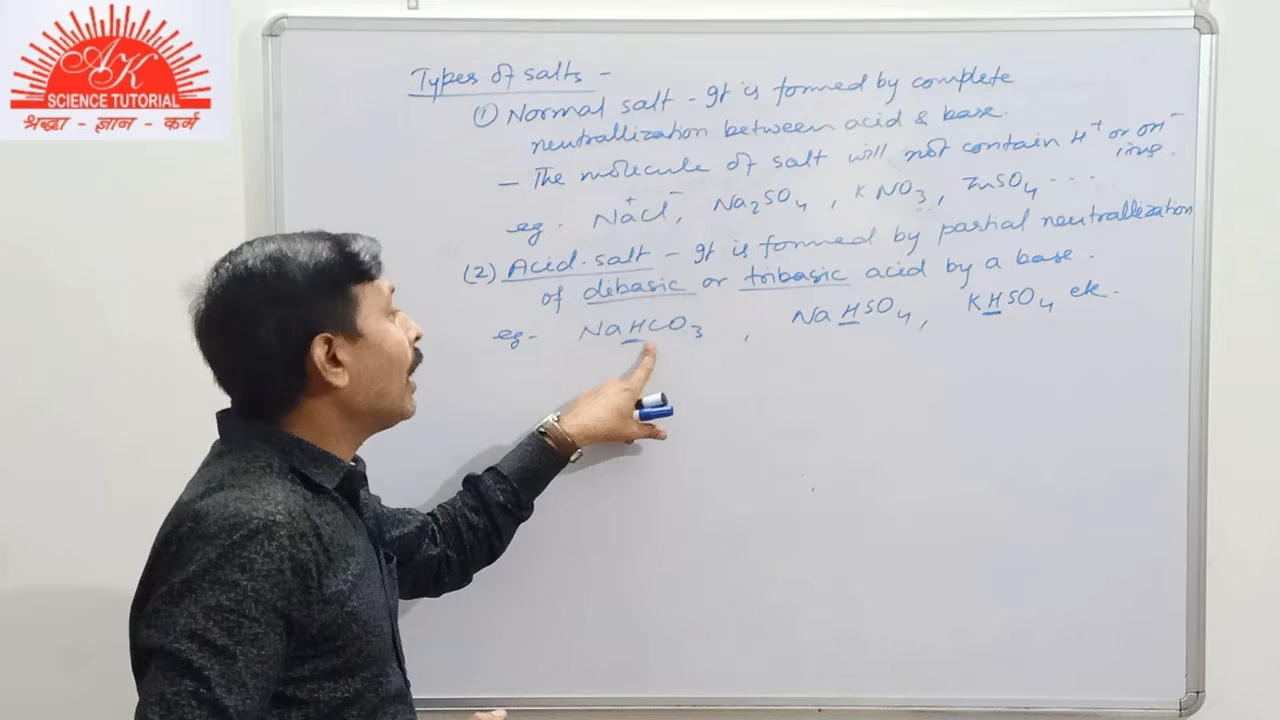 AK
SCIENCE TUTORIAL
श्रद्धा - ज्ञान - कर्म
Types of salts -
① Normal salt - It is formed by complete
neutrallization between acid & base.
- The molecule of salt will not contain H⁺ or OH⁻
ions.
eg. Na⁺Cl⁻, Na₂SO₄, KNO₃, ZnSO₄ ...
(2) Acid-salt - It is formed by partial neutrallization
of dibasic or tribasic acid by a base.
eg - NaHCO₃, NaHSO₄, KHSO₄ etc.